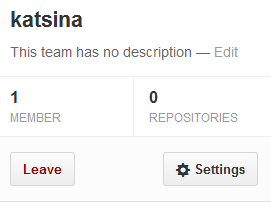 katsina
This team has no description — Edit
1
MEMBER
0
REPOSITORIES
Leave
Settings